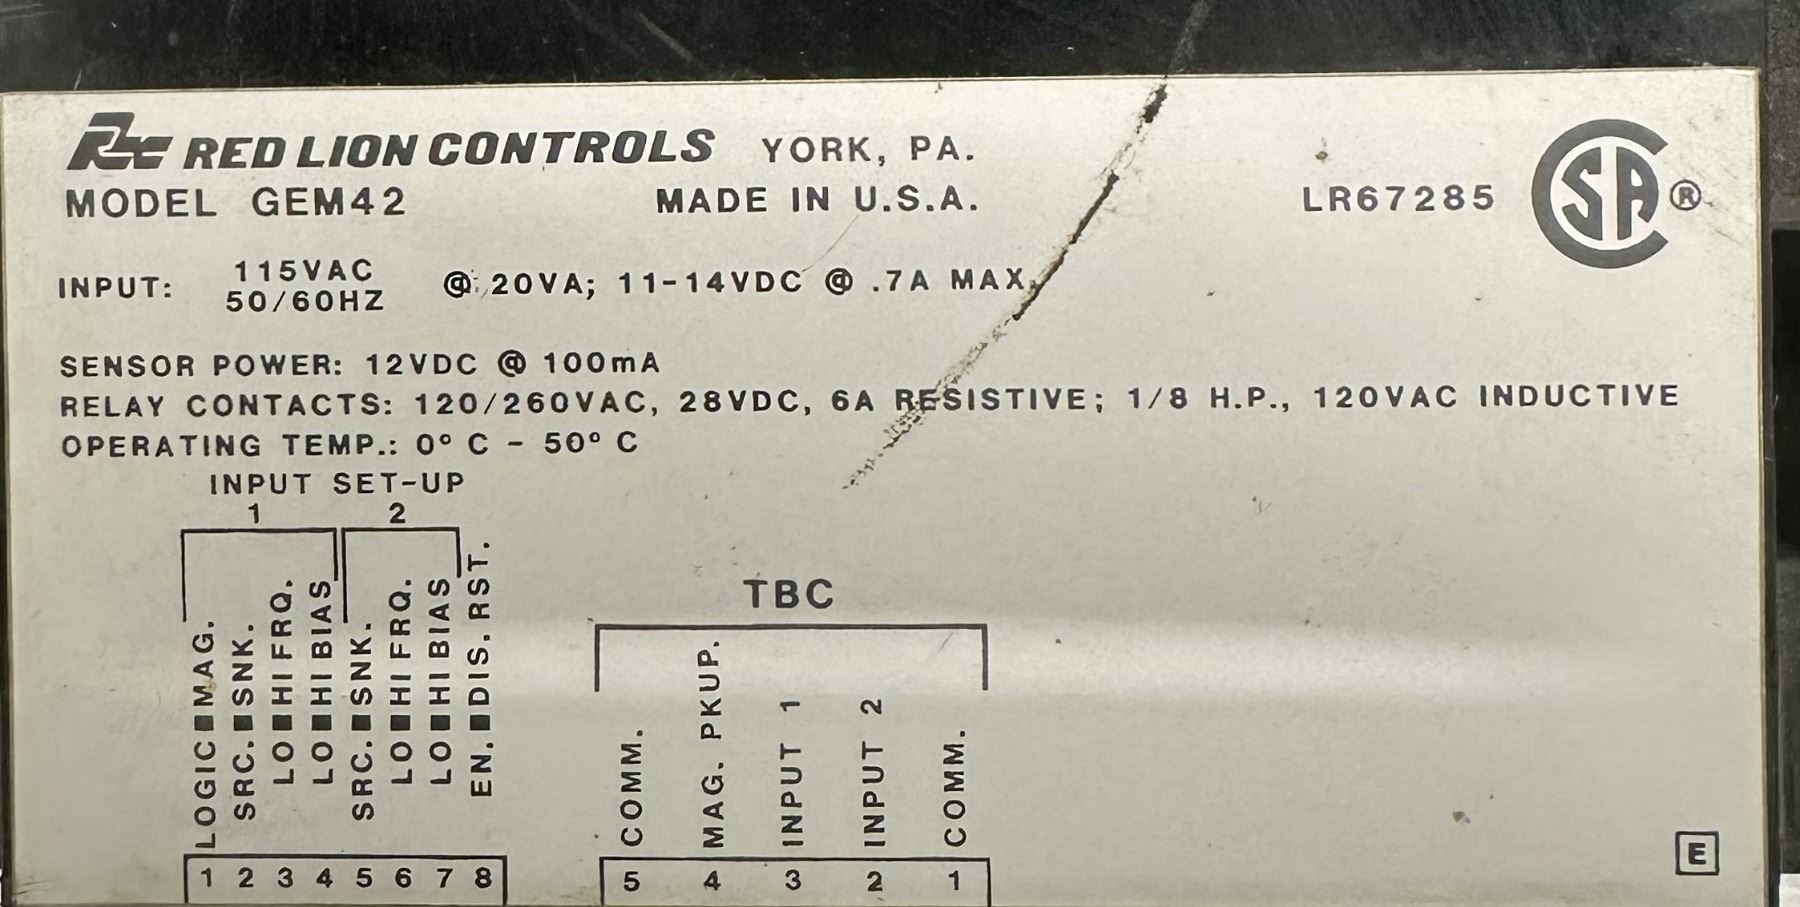 RLC RED LION CONTROLS YORK, PA.
MODEL GEM42 MADE IN U.S.A. LR67285 CSA ®
INPUT: 115VAC 50/60HZ @ 20VA; 11-14VDC @ .7A MAX.
SENSOR POWER: 12VDC @ 100mA
RELAY CONTACTS: 120/260VAC, 28VDC, 6A RESISTIVE; 1/8 H.P., 120VAC INDUCTIVE
OPERATING TEMP.: 0° C - 50° C
INPUT SET-UP
1 2
LOGIC■MAG.
SRC.■SNK.
LO■HI FRQ.
LO■HI BIAS
SRC.■SNK.
LO■HI FRQ.
LO■HI BIAS
EN.■DIS. RST.
1 2 3 4 5 6 7 8
TBC
COMM.
MAG. PKUP.
INPUT 1
INPUT 2
COMM.
5 4 3 2 1
E